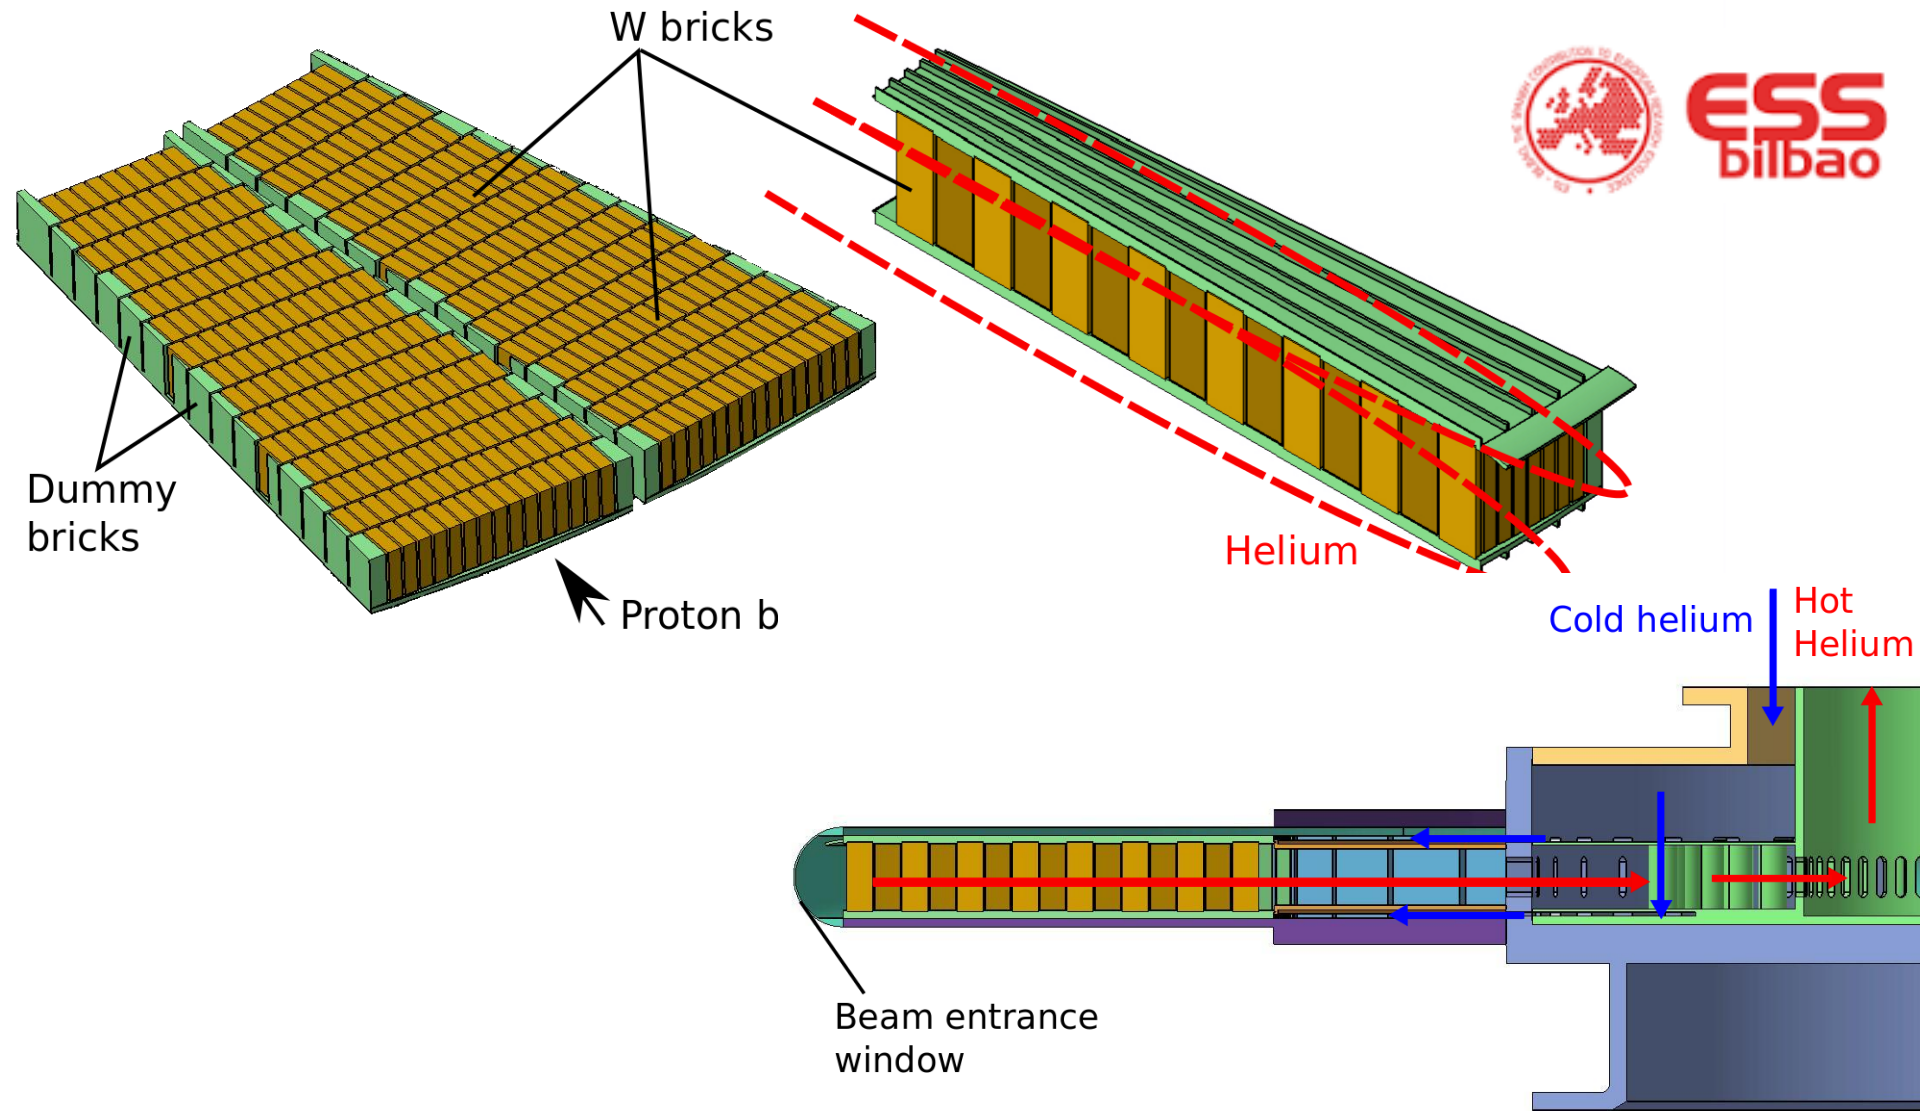 W bricks
ESS
bilbao
Dummy
bricks
Helium
Proton b
Cold helium
Hot
Helium
Beam entrance
window